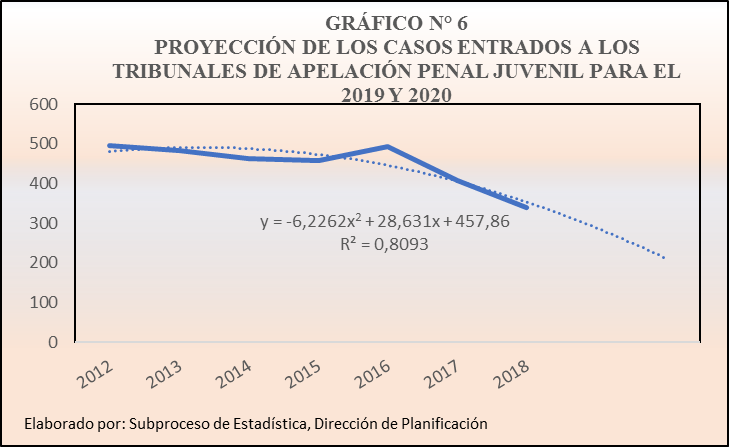 GRÁFICO N° 6
PROYECCIÓN DE LOS CASOS ENTRADOS A LOS
TRIBUNALES DE APELACIÓN PENAL JUVENIL PARA EL
2019 Y 2020
600
500
400
300
200
100
0
y = -6,2262x² + 28,631x + 457,86
R² = 0,8093
2012
2013
2014
2015
2016
2017
2018
Elaborado por: Subproceso de Estadística, Dirección de Planificación